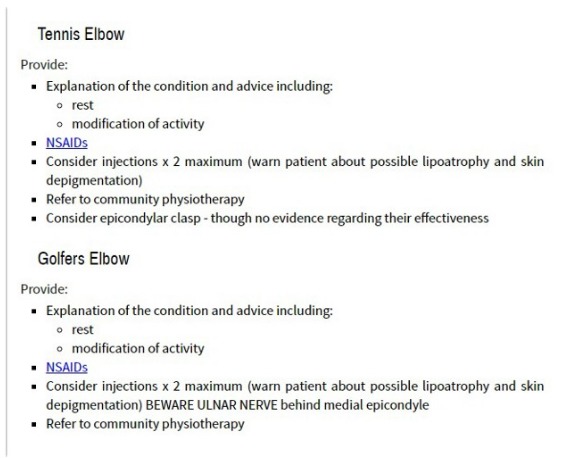 Tennis Elbow
Provide:
▪ Explanation of the condition and advice including:
○ rest
○ modification of activity
▪ NSAIDs
▪ Consider injections x 2 maximum (warn patient about possible lipoatrophy and skin
depigmentation)
▪ Refer to community physiotherapy
▪ Consider epicondylar clasp - though no evidence regarding their effectiveness
Golfers Elbow
Provide:
▪ Explanation of the condition and advice including:
○ rest
○ modification of activity
▪ NSAIDs
▪ Consider injections x 2 maximum (warn patient about possible lipoatrophy and skin
depigmentation) BEWARE ULNAR NERVE behind medial epicondyle
▪ Refer to community physiotherapy